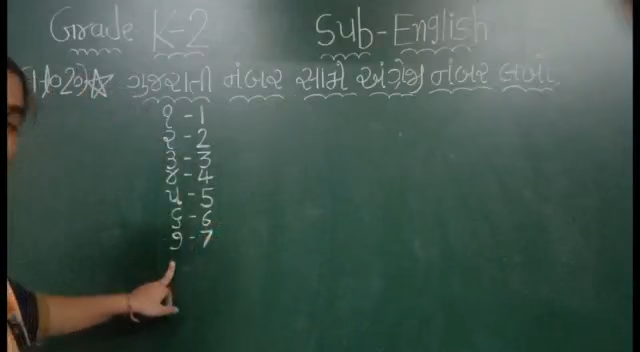 Grade K-2 Sub-English
ગુજરાતી નંબર સામે અંગ્રેજી નંબર લખો.
૧ - 1
૨ - 2
૩ - 3
૪ - 4
૫ - 5
૬ - 6
૭ - 7